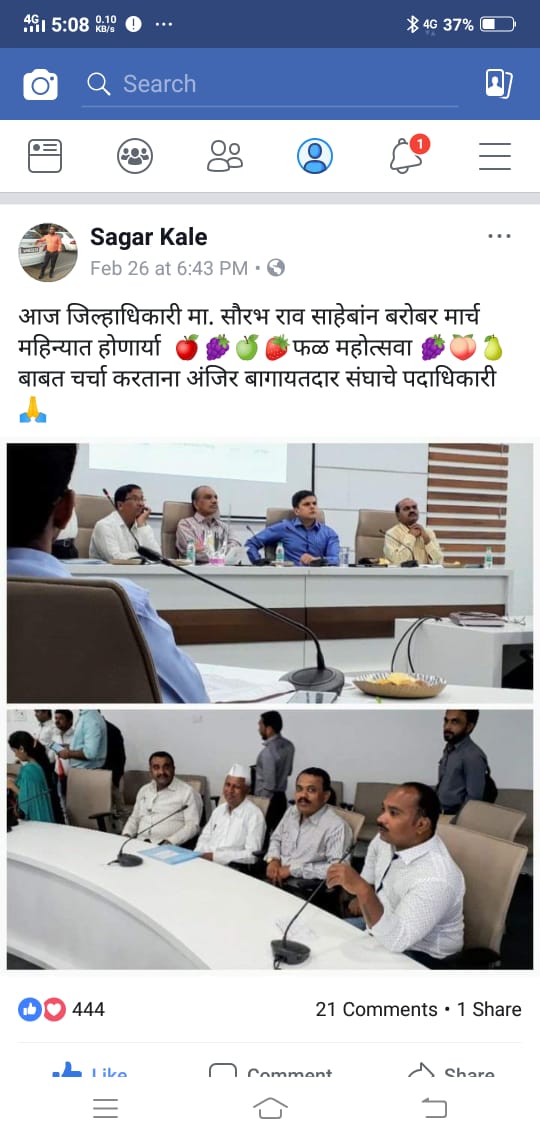 4G 5:08 0.10 KB/s 4G 37%
Search
1
Sagar Kale
Feb 26 at 6:43 PM •
आज जिल्हाधिकारी मा. सौरभ राव साहेबांन बरोबर मार्च
महिन्यात होणार्या 🍎🍇🍏🍓फळ महोत्सवा 🍇🍑🍐
बाबत चर्चा करताना अंजिर बागायतदार संघाचे पदाधिकारी
🙏
444 21 Comments • 1 Share
Like Comment Share